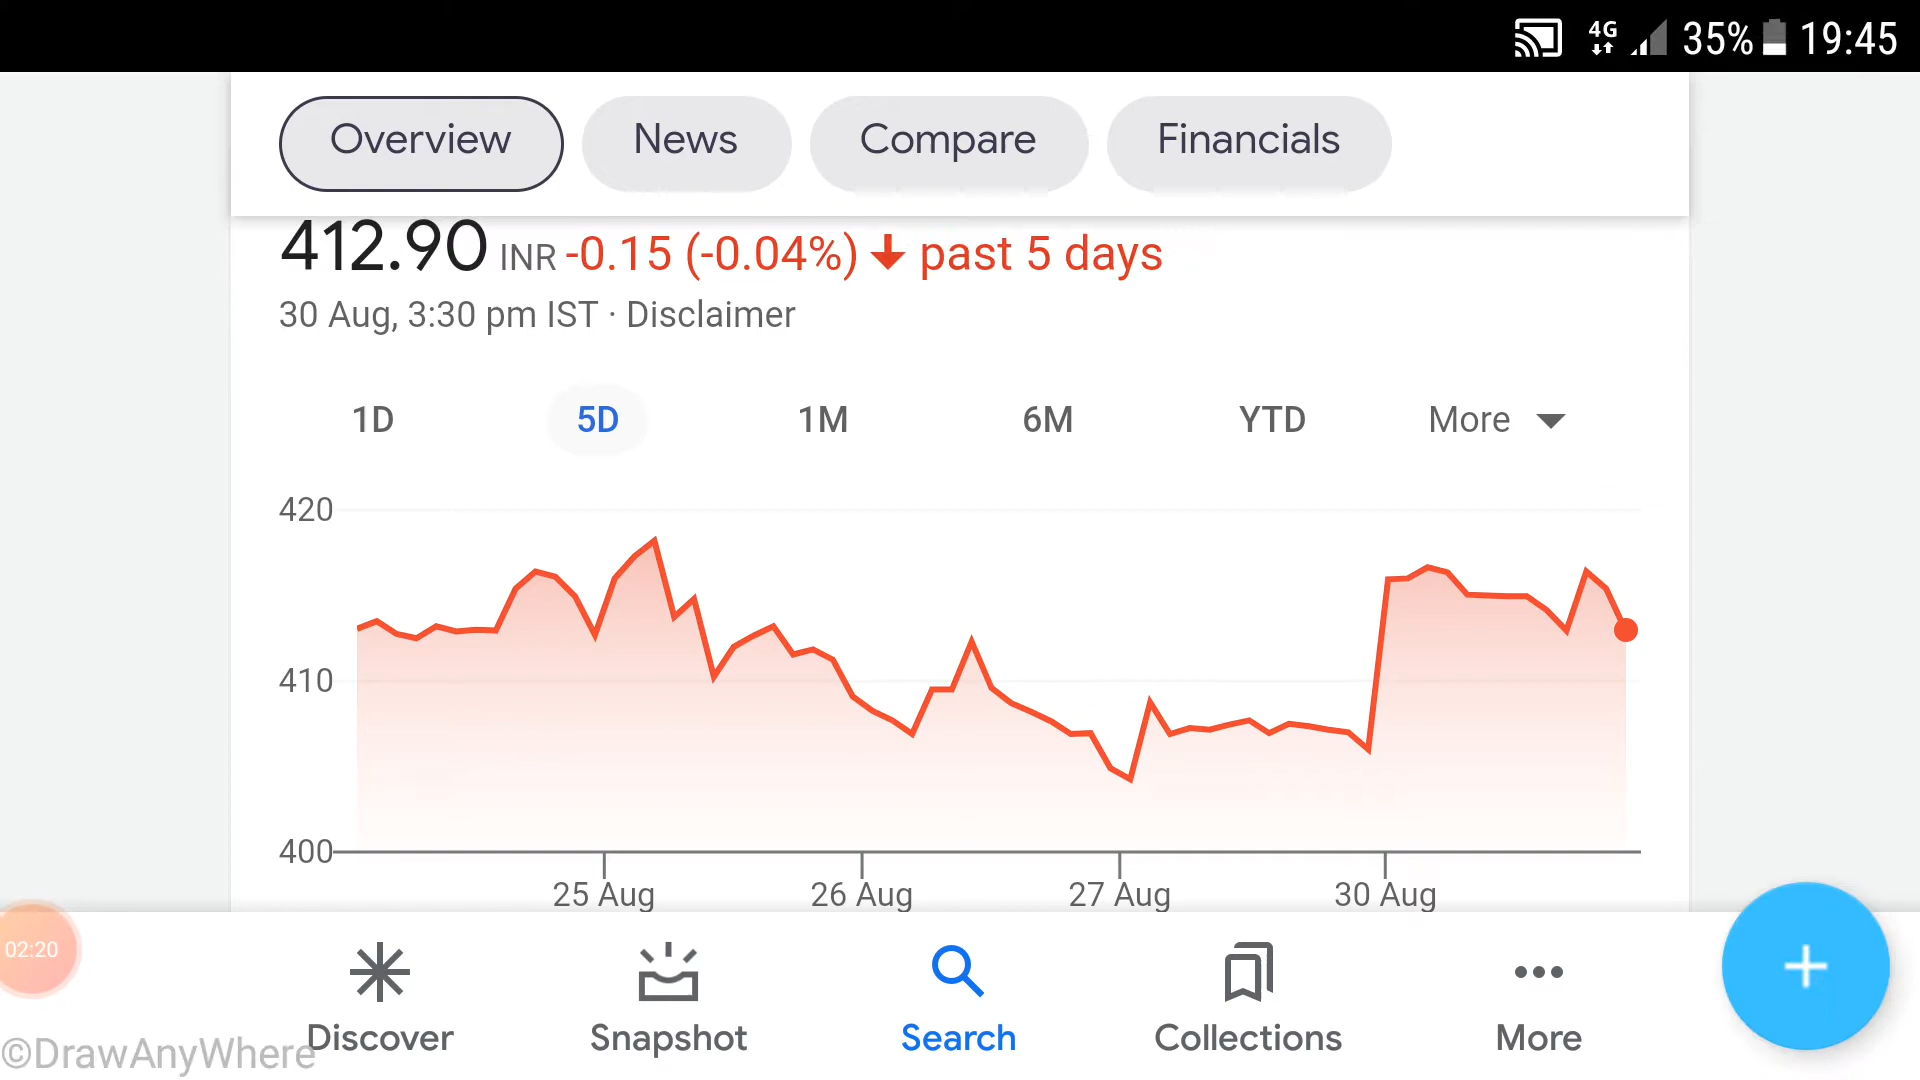 4G 35% 19:45
Overview News Compare Financials
412.90 INR -0.15 (-0.04%) past 5 days
30 Aug, 3:30 pm IST · Disclaimer
1D 5D 1M 6M YTD More
420
410
400
25 Aug 26 Aug 27 Aug 30 Aug
02:20
Discover Snapshot Search Collections More
©DrawAnyWhere